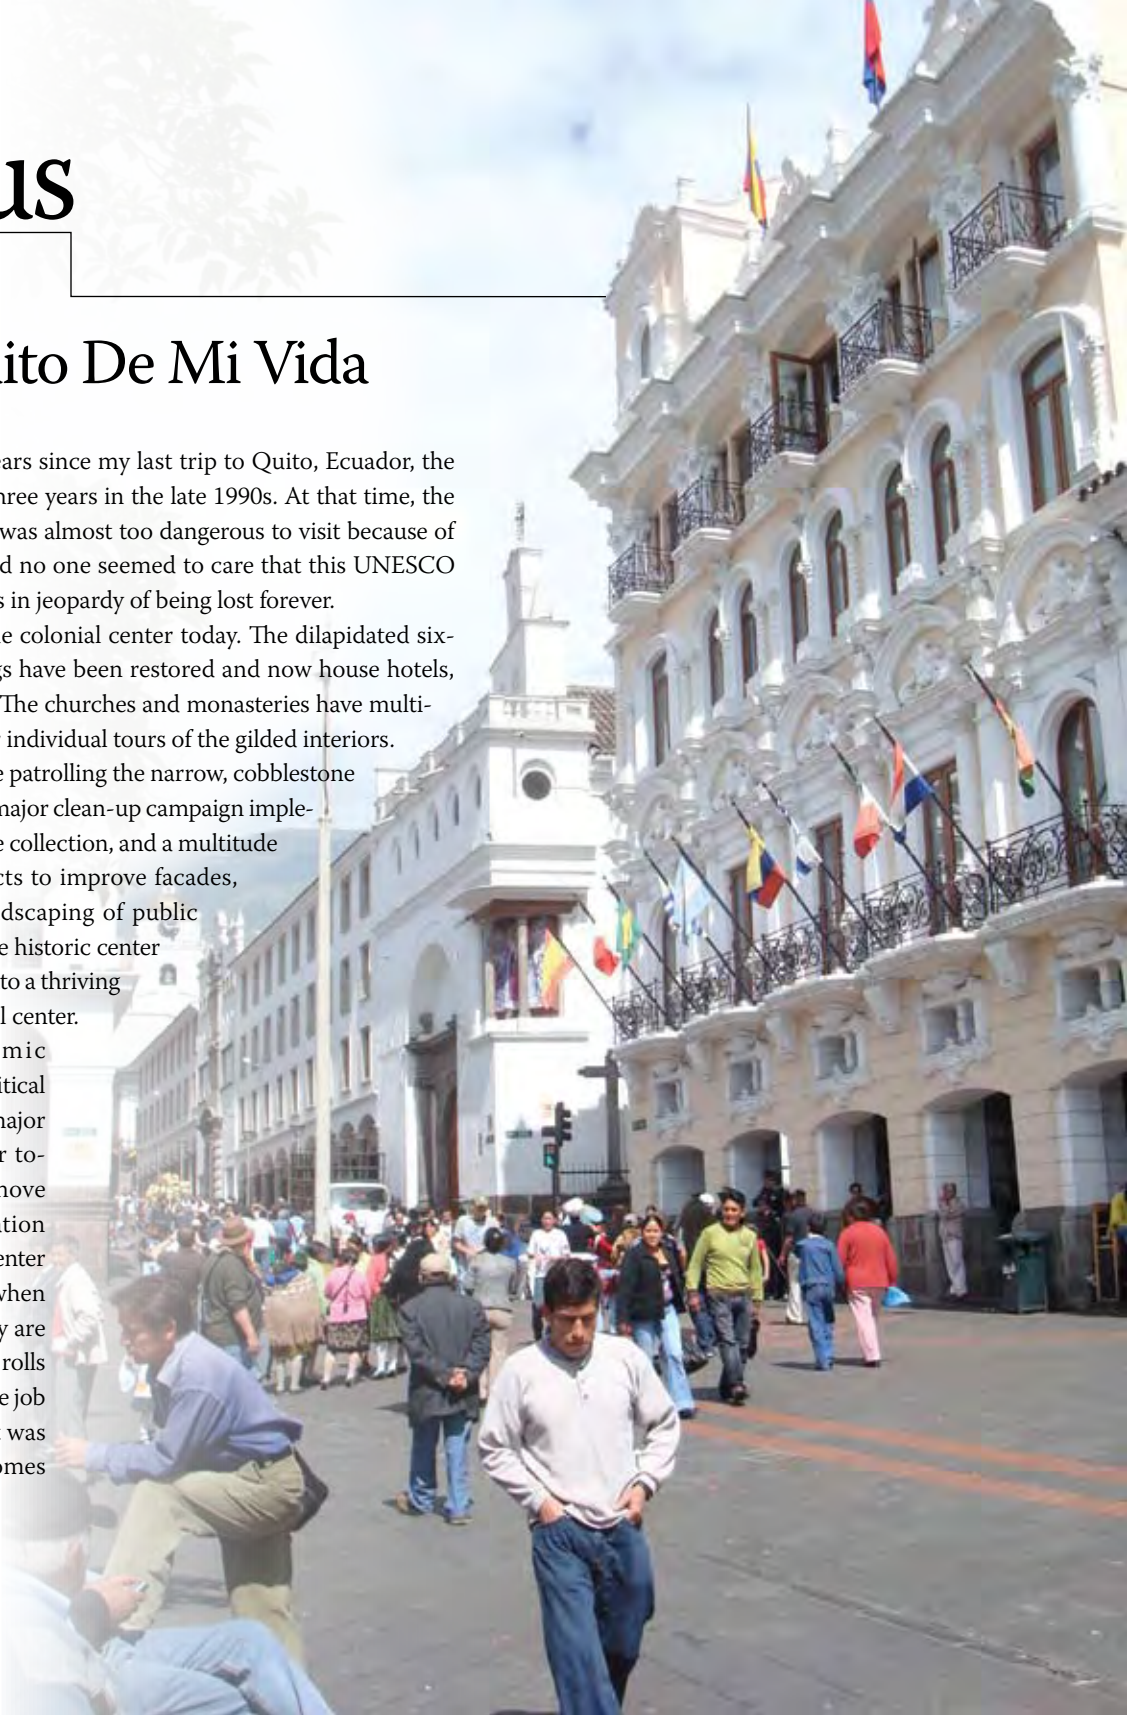 us
ito De Mi Vida
ears since my last trip to Quito, Ecuador, the
hree years in the late 1990s. At that time, the
was almost too dangerous to visit because of
d no one seemed to care that this UNESCO
s in jeopardy of being lost forever.
e colonial center today. The dilapidated six-
gs have been restored and now house hotels,
The churches and monasteries have multi-
r individual tours of the gilded interiors.
e patrolling the narrow, cobblestone
major clean-up campaign imple-
e collection, and a multitude
cts to improve facades,
dscaping of public
e historic center
to a thriving
l center.
mic
itical
major
r to-
move
ation
enter
when
y are
rolls
e job
t was
omes